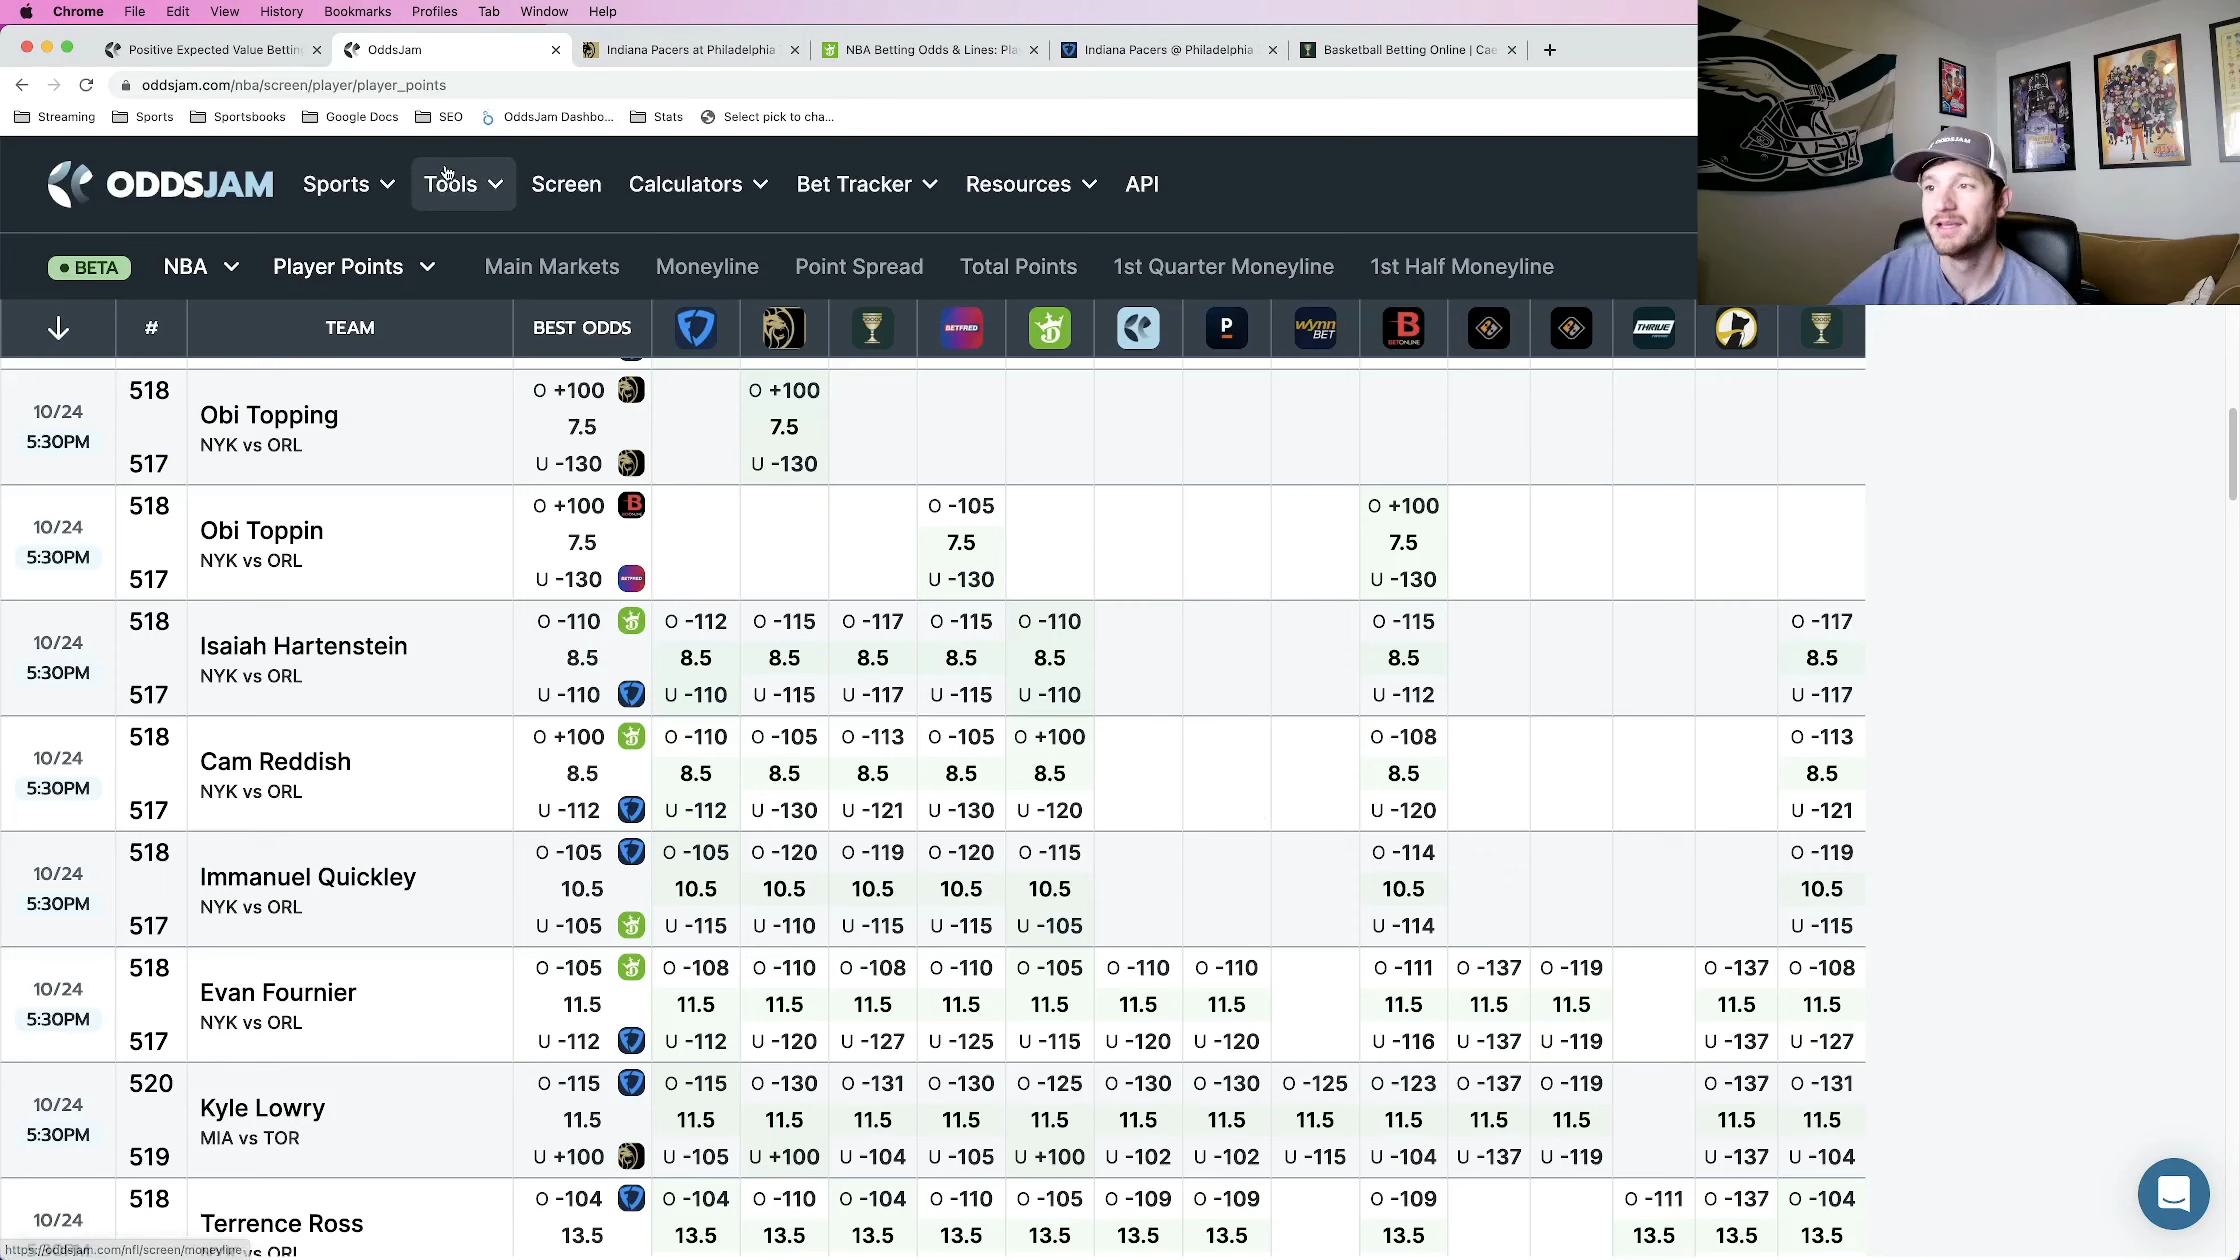 Chrome File Edit View History Bookmarks Profiles Tab Window Help
Positive Expected Value Bettin OddsJam Indiana Pacers at Philadelphia NBA Betting Odds & Lines: Pla Indiana Pacers @ Philadelphia Basketball Betting Online | Cae
oddsjam.com/nba/screen/player/player_points
Streaming Sports Sportsbooks Google Docs SEO OddsJam Dashbo... Stats Select pick to cha...
ODDSJAM Sports Tools Screen Calculators Bet Tracker Resources API
BETA NBA Player Points Main Markets Moneyline Point Spread Total Points 1st Quarter Moneyline 1st Half Moneyline
# TEAM BEST ODDS BETFRED P WYNN BET B BETONLINE THRIVE
518 O +100 O +100
10/24 Obi Topping 7.5 7.5
5:30PM NYK vs ORL
517 U -130 U -130
518 O +100 B O -105 O +100
10/24 Obi Toppin 7.5 7.5 7.5
5:30PM NYK vs ORL
517 U -130 BETFRED U -130 U -130
518 O -110 O -112 O -115 O -117 O -115 O -110 O -115 O -117
10/24 Isaiah Hartenstein 8.5 8.5 8.5 8.5 8.5 8.5 8.5 8.5
5:30PM NYK vs ORL
517 U -110 U -110 U -115 U -117 U -115 U -110 U -112 U -117
518 O +100 O -110 O -105 O -113 O -105 O +100 O -108 O -113
10/24 Cam Reddish 8.5 8.5 8.5 8.5 8.5 8.5 8.5 8.5
5:30PM NYK vs ORL
517 U -112 U -112 U -130 U -121 U -130 U -120 U -120 U -121
518 O -105 O -105 O -120 O -119 O -120 O -115 O -114 O -119
10/24 Immanuel Quickley 10.5 10.5 10.5 10.5 10.5 10.5 10.5 10.5
5:30PM NYK vs ORL
517 U -105 U -115 U -110 U -115 U -115 U -105 U -114 U -115
518 O -105 O -108 O -110 O -108 O -110 O -105 O -110 O -110 O -111 O -137 O -119 O -137 O -108
10/24 Evan Fournier 11.5 11.5 11.5 11.5 11.5 11.5 11.5 11.5 11.5 11.5 11.5 11.5 11.5
5:30PM NYK vs ORL
517 U -112 U -112 U -120 U -127 U -125 U -115 U -120 U -120 U -116 U -137 U -119 U -137 U -127
520 O -115 O -115 O -130 O -131 O -130 O -125 O -130 O -130 O -125 O -123 O -137 O -119 O -137 O -131
10/24 Kyle Lowry 11.5 11.5 11.5 11.5 11.5 11.5 11.5 11.5 11.5 11.5 11.5 11.5 11.5 11.5
5:30PM MIA vs TOR
519 U +100 U -105 U +100 U -104 U -105 U +100 U -102 U -102 U -115 U -104 U -137 U -119 U -137 U -104
518 O -104 O -104 O -110 O -104 O -110 O -105 O -109 O -109 O -109 O -111 O -137 O -104
10/24 Terrence Ross 13.5 13.5 13.5 13.5 13.5 13.5 13.5 13.5 13.5 13.5 13.5 13.5
https://oddsjam.com/nfl/screen/moneyline vs ORL